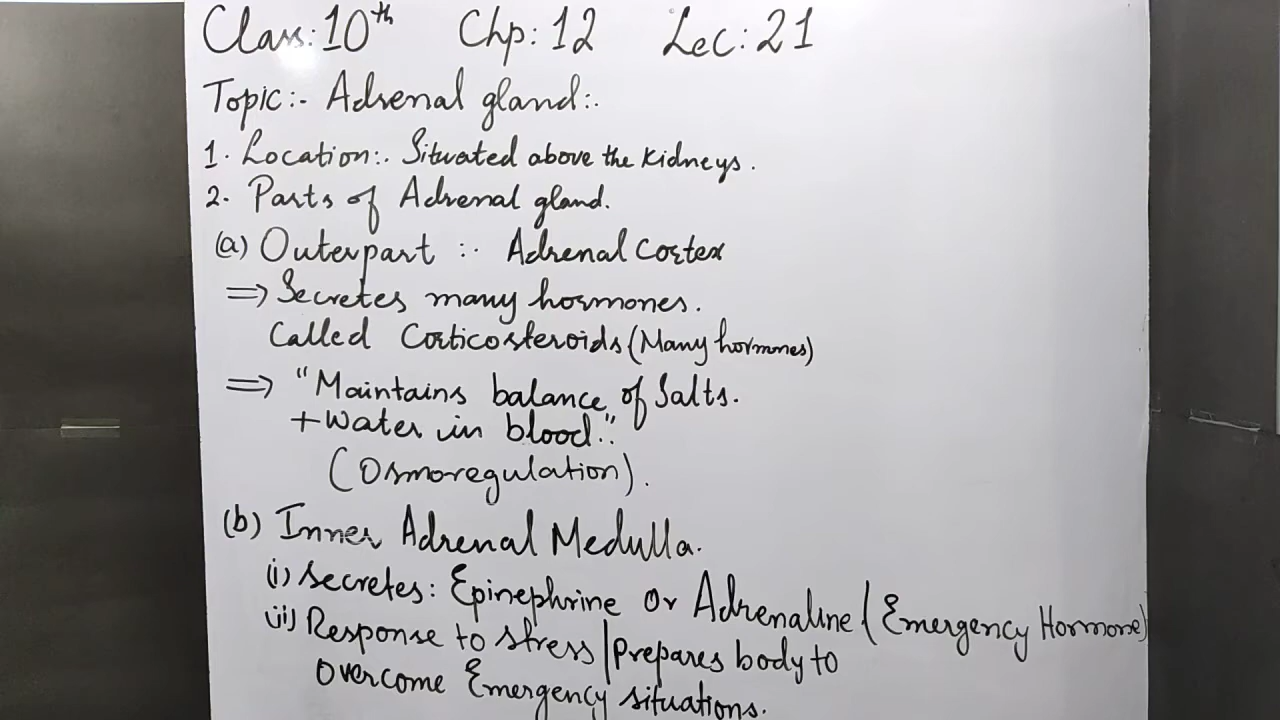 Class: 10th Chp: 12 Lec: 21
Topic:- Adrenal gland:-
1. Location:- Situated above the kidneys.
2. Parts of Adrenal gland.
(a) Outer part :- Adrenal Cortex
⇒ Secretes many hormones.
Called Corticosteroids (Many hormones)
⇒ "Maintains balance of Salts.
+ Water in blood."
(Osmoregulation).
(b) Inner Adrenal Medulla.
(i) Secretes: Epinephrine or Adrenaline (Emergency Hormone)
(ii) Response to stress | Prepares body to
overcome Emergency situations.